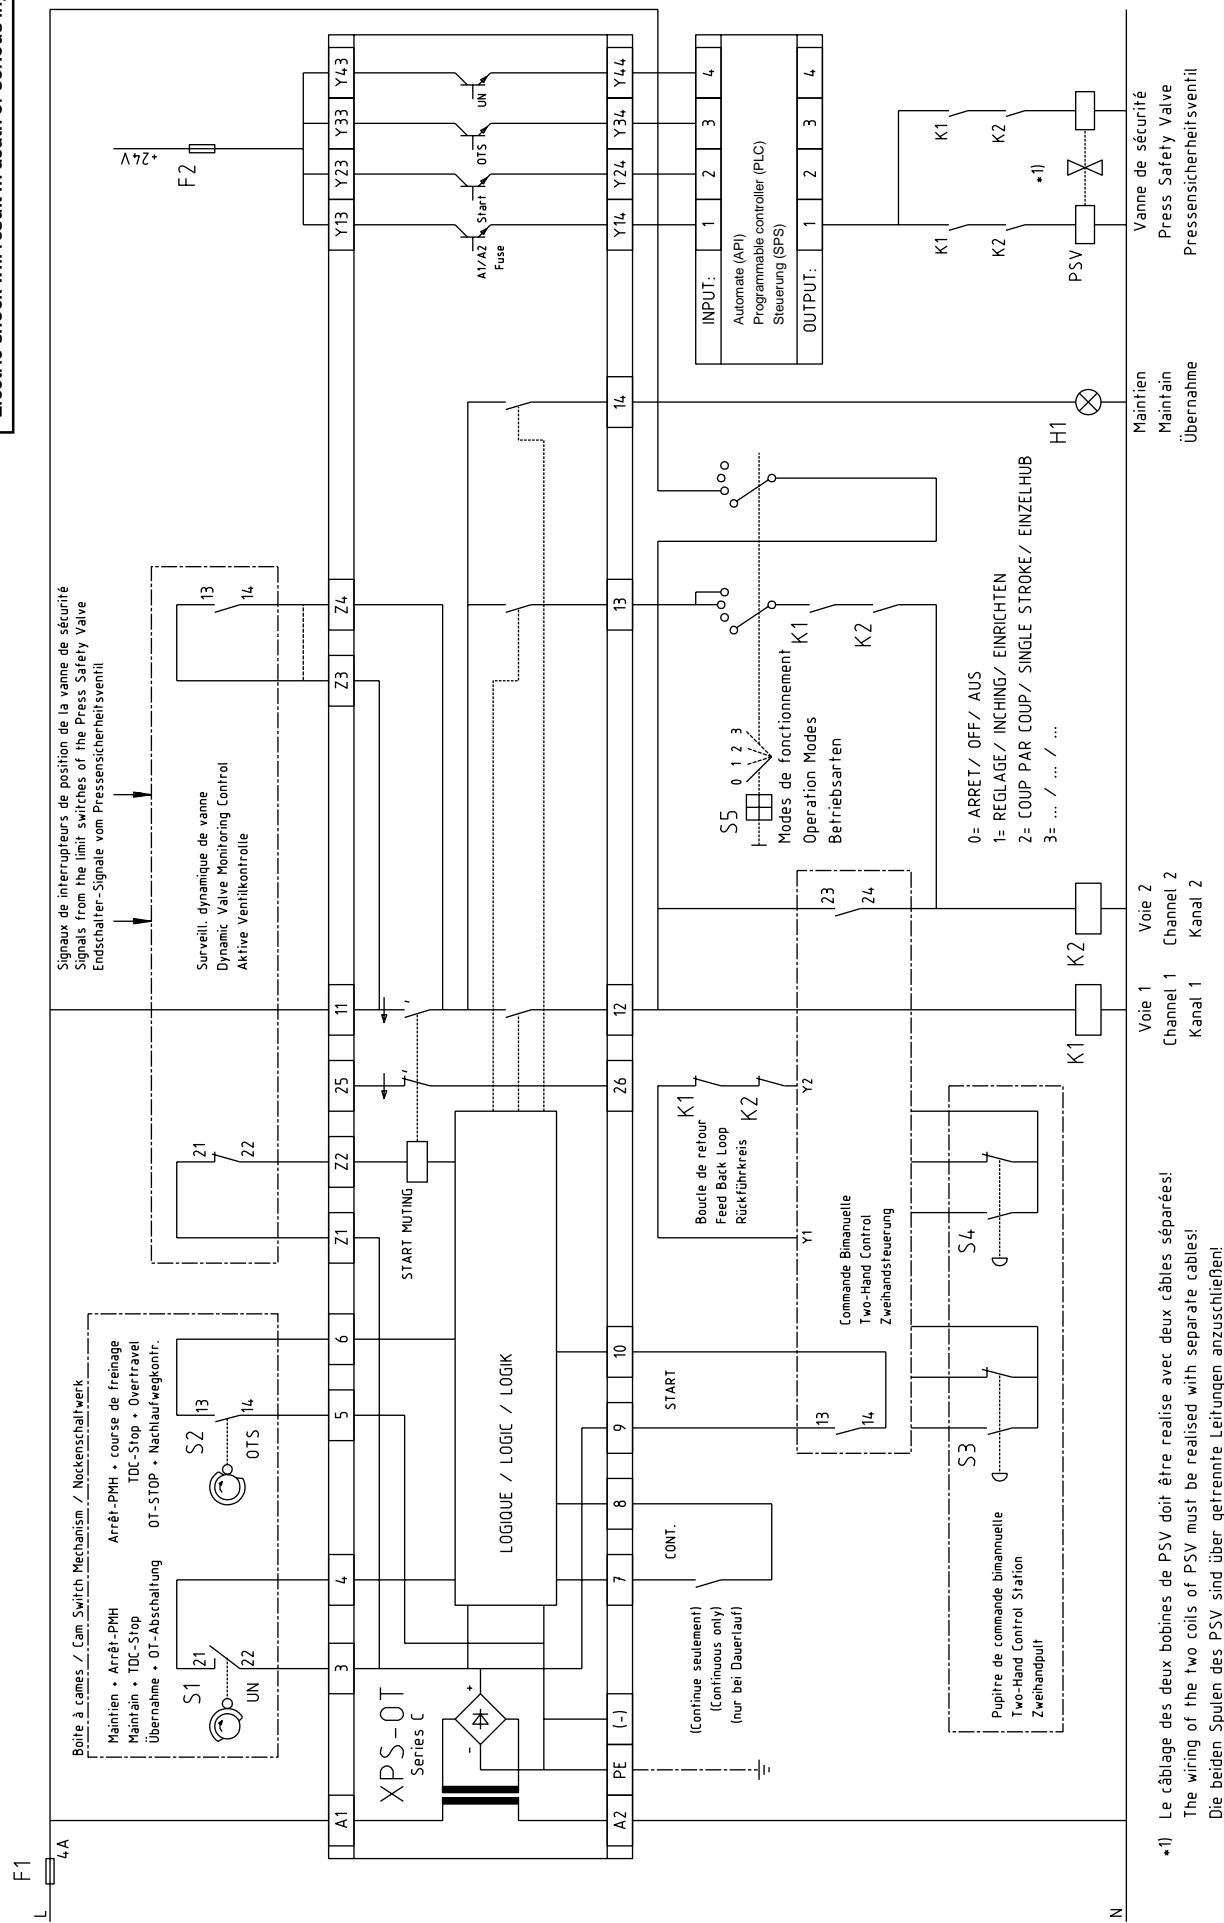 L
F1
4A
Boite à cames / Cam Switch Mechanism / Nockenschaltwerk
Maintien + Arrêt-PMH
Maintain + TDC-Stop
Übernahme + OT-Abschaltung
Arrêt-PMH + course de freinage
TDC-Stop + Overtravel
OT-STOP + Nachlaufwegkontr.
S1
21
22
UN
S2
13
14
OTS
Signaux de interrupteurs de position de la vanne de sécurité
Signals from the limit switches of the Press Safety Valve
Endschalter-Signale vom Pressensicherheitsventil
21
22
Surveill. dynamique de vanne
Dynamic Valve Monitoring Control
Aktive Ventilkontrolle
13
14
+24V
F2
A1
3
4
5
6
Z1
Z2
25
11
Z3
Z4
Y13
Y23
Y33
Y43
XPS-OT
Series C
+
-
LOGIQUE / LOGIC / LOGIK
START MUTING
A1/A2
Fuse
Start
OTS
UN
A2
PE
(-)
7
8
9
10
26
12
13
14
Y14
Y24
Y34
Y44
CONT.
(Continue seulement)
(Continuous only)
(nur bei Dauerlauf)
START
K1
K2
Boucle de retour
Feed Back Loop
Rückführkreis
Y1
Y2
13
14
Commande Bimanuelle
Two-Hand Control
Zweihandsteuerung
23
24
S3
S4
Pupitre de commande bimannuelle
Two-Hand Control Station
Zweihandpult
S5
0 1 2 3
Modes de fonctionnement
Operation Modes
Betriebsarten
K1
K2
0= ARRET/ OFF/ AUS
1= REGLAGE/ INCHING/ EINRICHTEN
2= COUP PAR COUP/ SINGLE STROKE/ EINZELHUB
3= ... / ... / ...
INPUT:
1
2
3
4
Automate (API)
Programmable controller (PLC)
Steuerung (SPS)
OUTPUT:
1
2
3
4
K1
K2
K1
K2
PSV
*1)
H1
K1
K2
N
Voie 1
Channel 1
Kanal 1
Voie 2
Channel 2
Kanal 2
Maintien
Maintain
Übernahme
Vanne de sécurité
Press Safety Valve
Pressensicherheitsventil
*1) Le câblage des deux bobines de PSV doit être realise avec deux câbles séparées!
The wiring of the two coils of PSV must be realised with separate cables!
Die beiden Spulen des PSV sind über getrennte Leitungen anzuschließen!